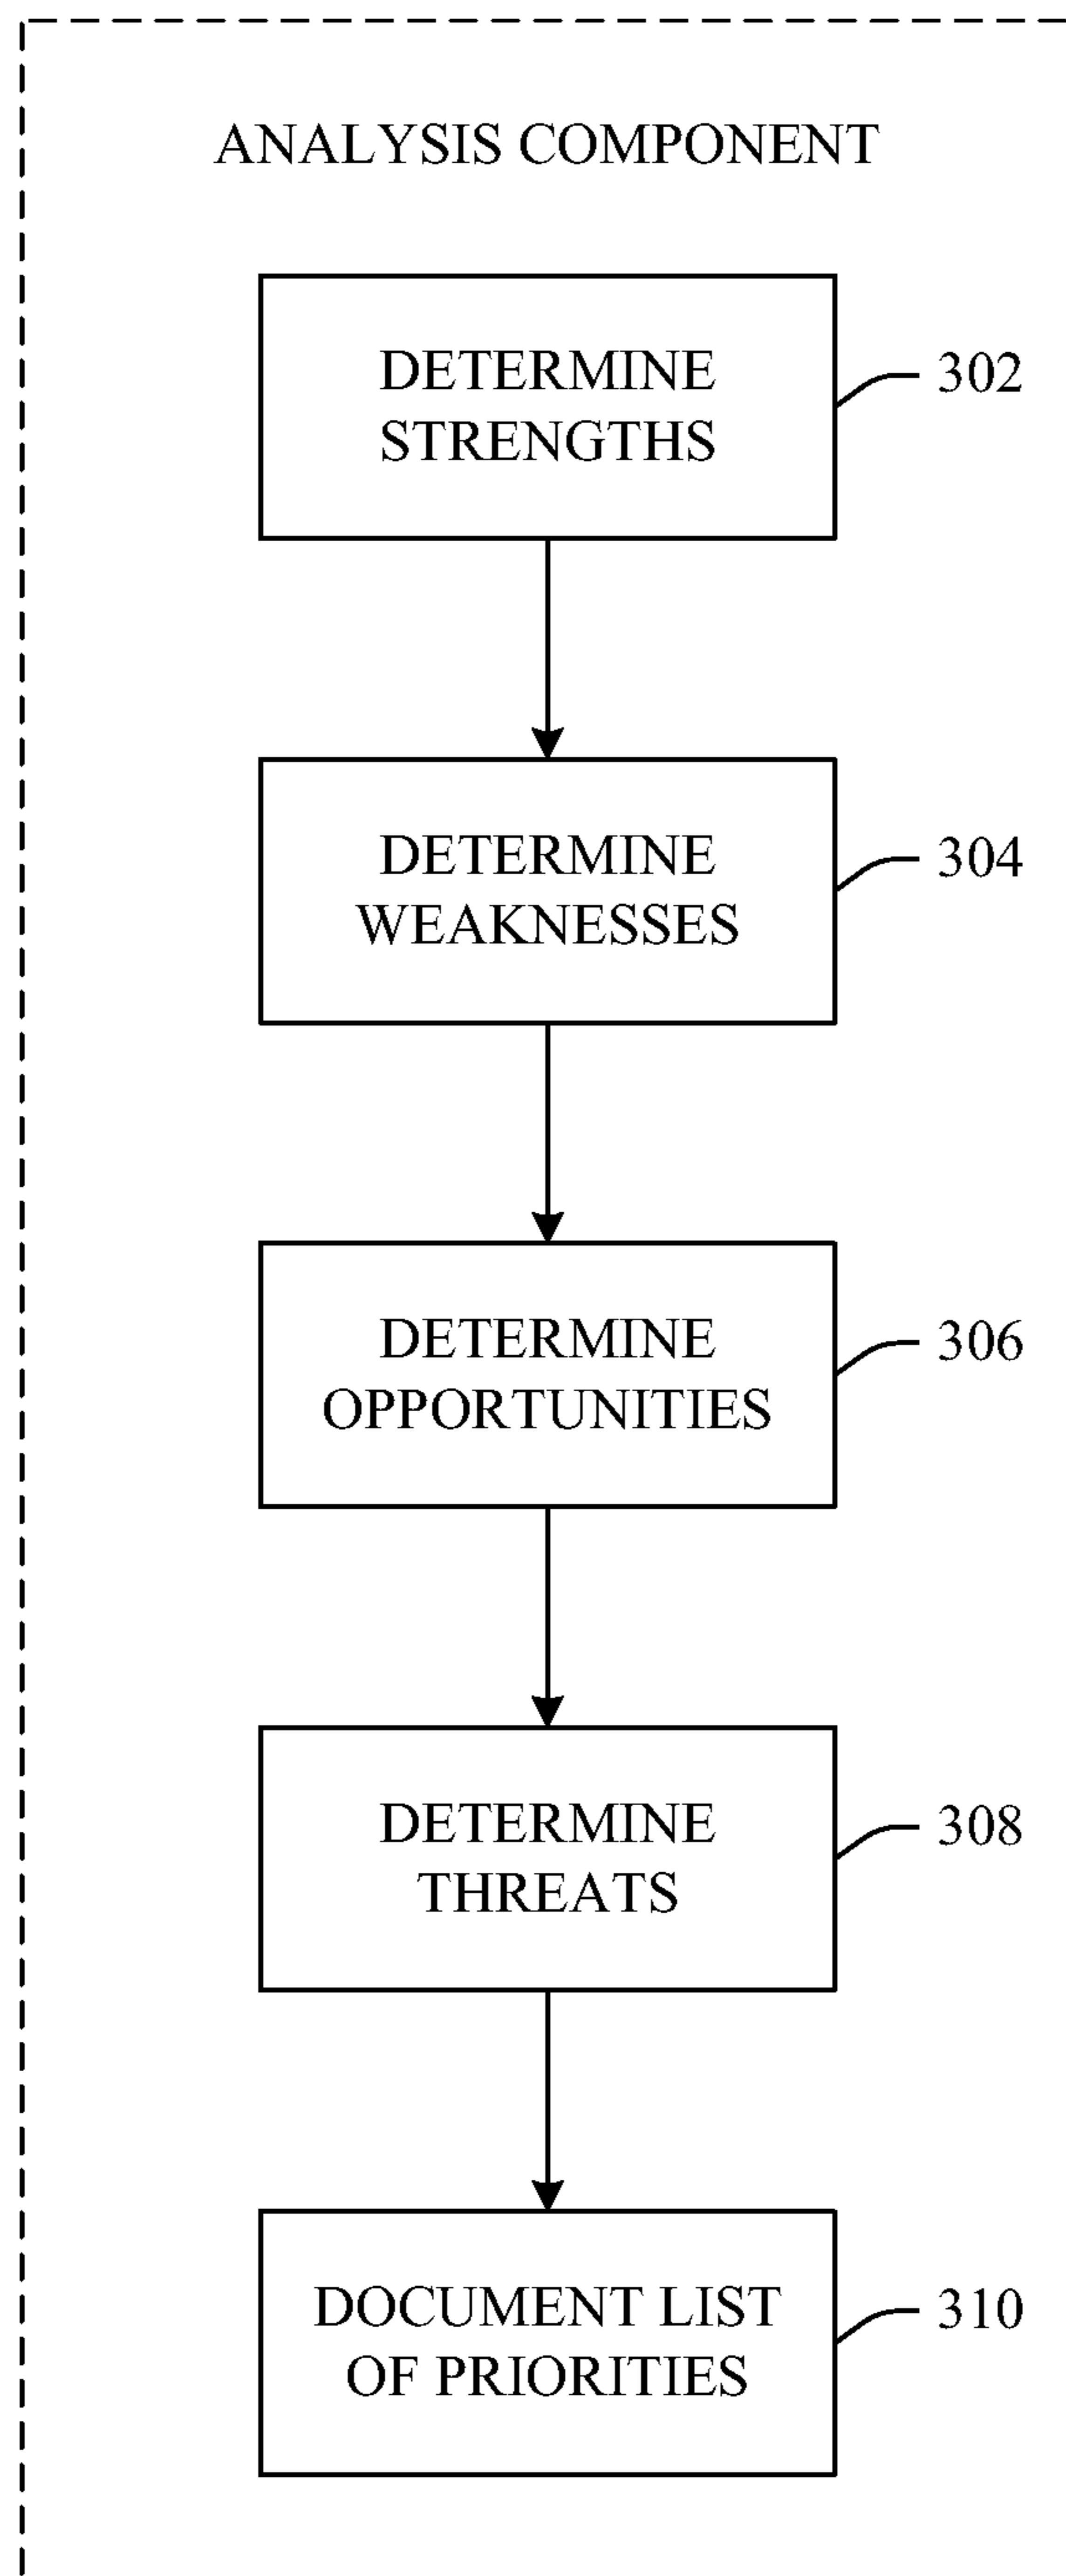 ANALYSIS COMPONENT
DETERMINE
STRENGTHS
302
DETERMINE
WEAKNESSES
304
DETERMINE
OPPORTUNITIES
306
DETERMINE
THREATS
308
DOCUMENT LIST
OF PRIORITIES
310